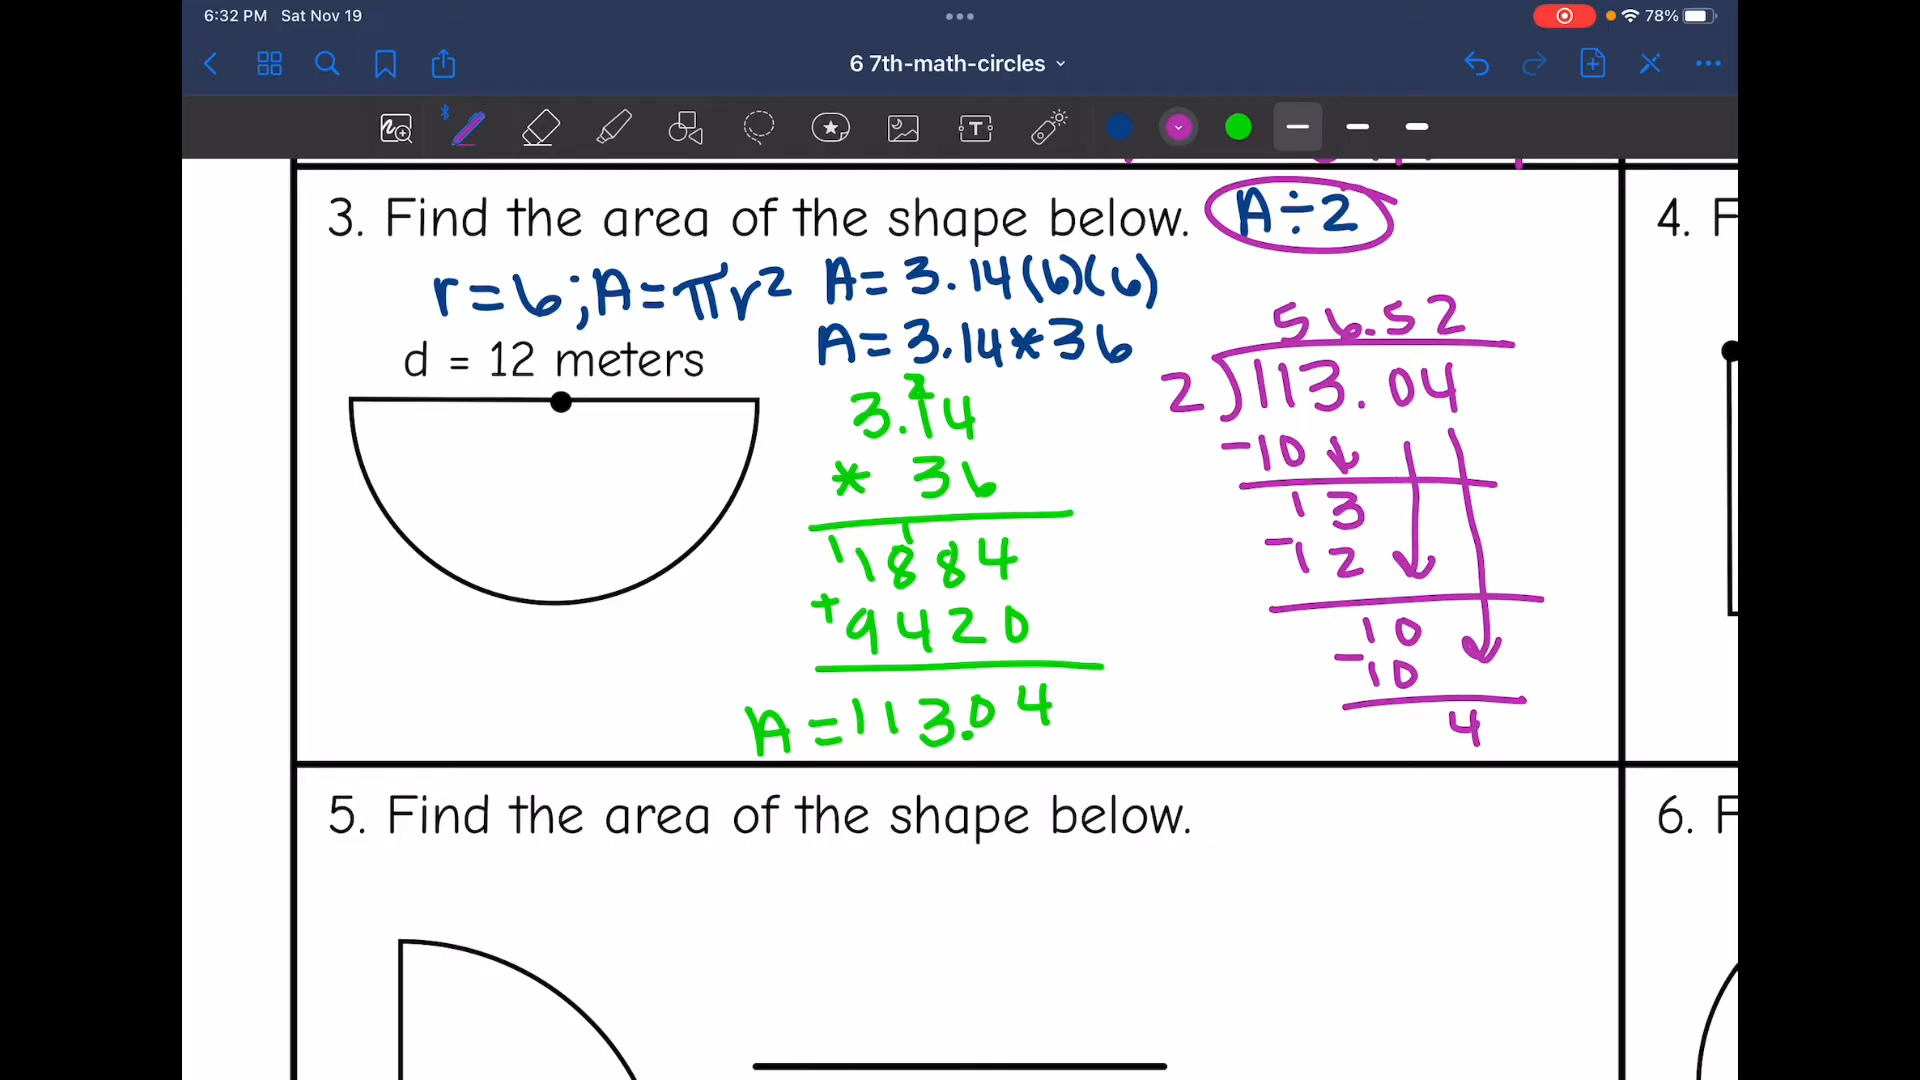 6:32 PM Sat Nov 19
78%
6 7th-math-circles
T
3. Find the area of the shape below. A÷2
r=6; A=πr² A=3.14(6)(6)
A=3.14*36
d = 12 meters
2
3.14
* 36
1 1
1884
+9420
A=113.04
56.52
2)113.04
-10
13
-12
10
-10
4
4. F
5. Find the area of the shape below.
6. F